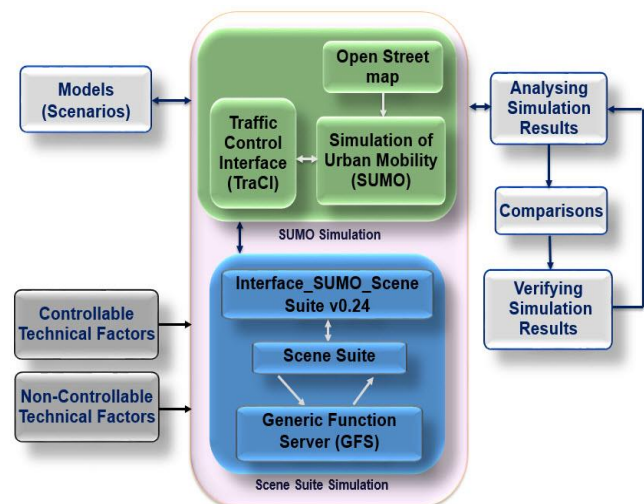 Models
(Scenarios)
Open Street
map
Traffic
Control
Interface
(TraCI)
Simulation of
Urban Mobility
(SUMO)
SUMO Simulation
Analysing
Simulation
Results
Comparisons
Verifying
Simulation
Results
Controllable
Technical Factors
Non-Controllable
Technical Factors
Interface_SUMO_Scene
Suite v0.24
Scene Suite
Generic Function
Server (GFS)
Scene Suite Simulation